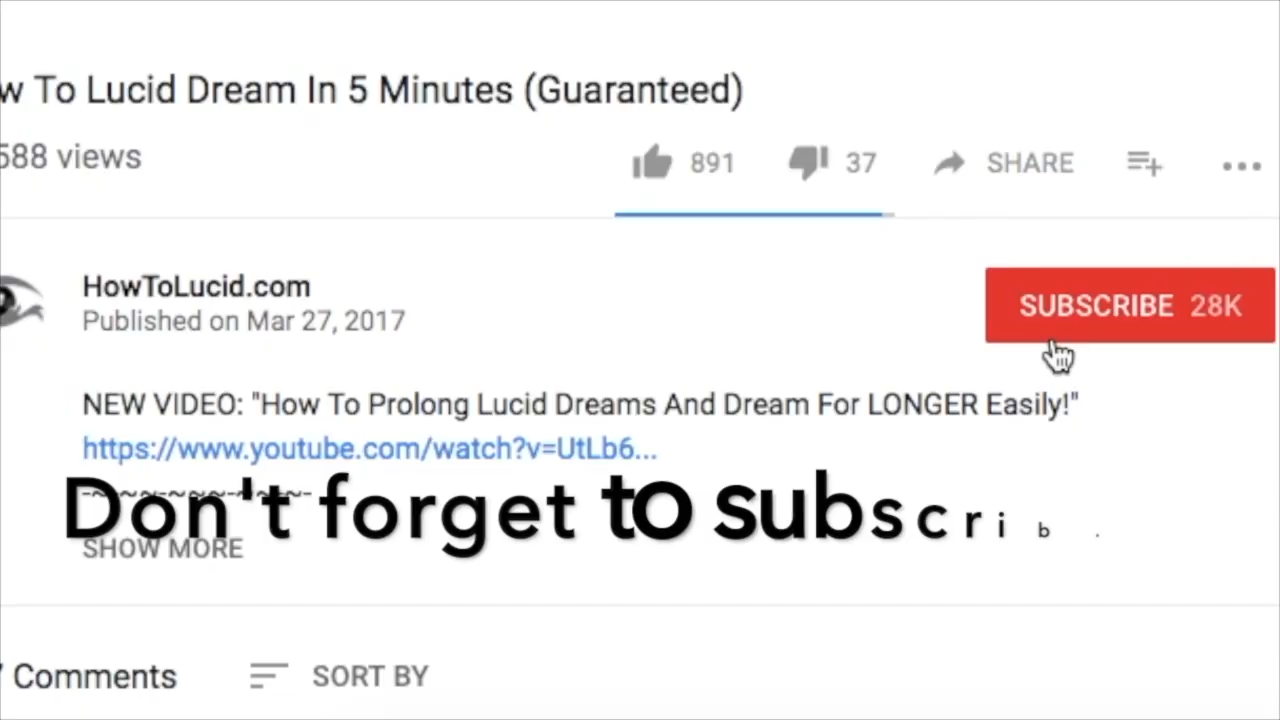 w To Lucid Dream In 5 Minutes (Guaranteed)
588 views
891
37
SHARE
HowToLucid.com
Published on Mar 27, 2017
SUBSCRIBE 28K
NEW VIDEO: "How To Prolong Lucid Dreams And Dream For LONGER Easily!"
https://www.youtube.com/watch?v=UtLb6...
Don't forget to subscrib
SHOW MORE
Comments
SORT BY